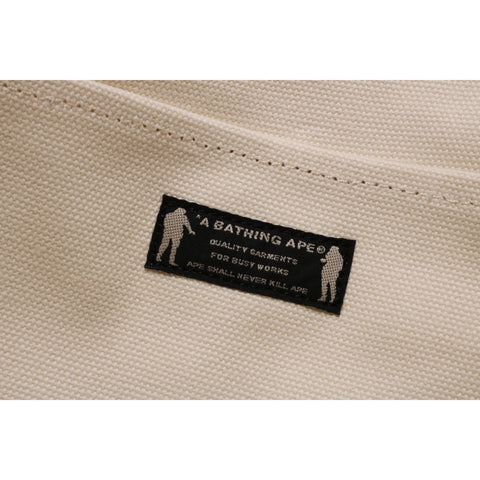 *A BATHING APE®
QUALITY GARMENTS
FOR BUSY WORKS
APE SHALL NEVER KILL APE